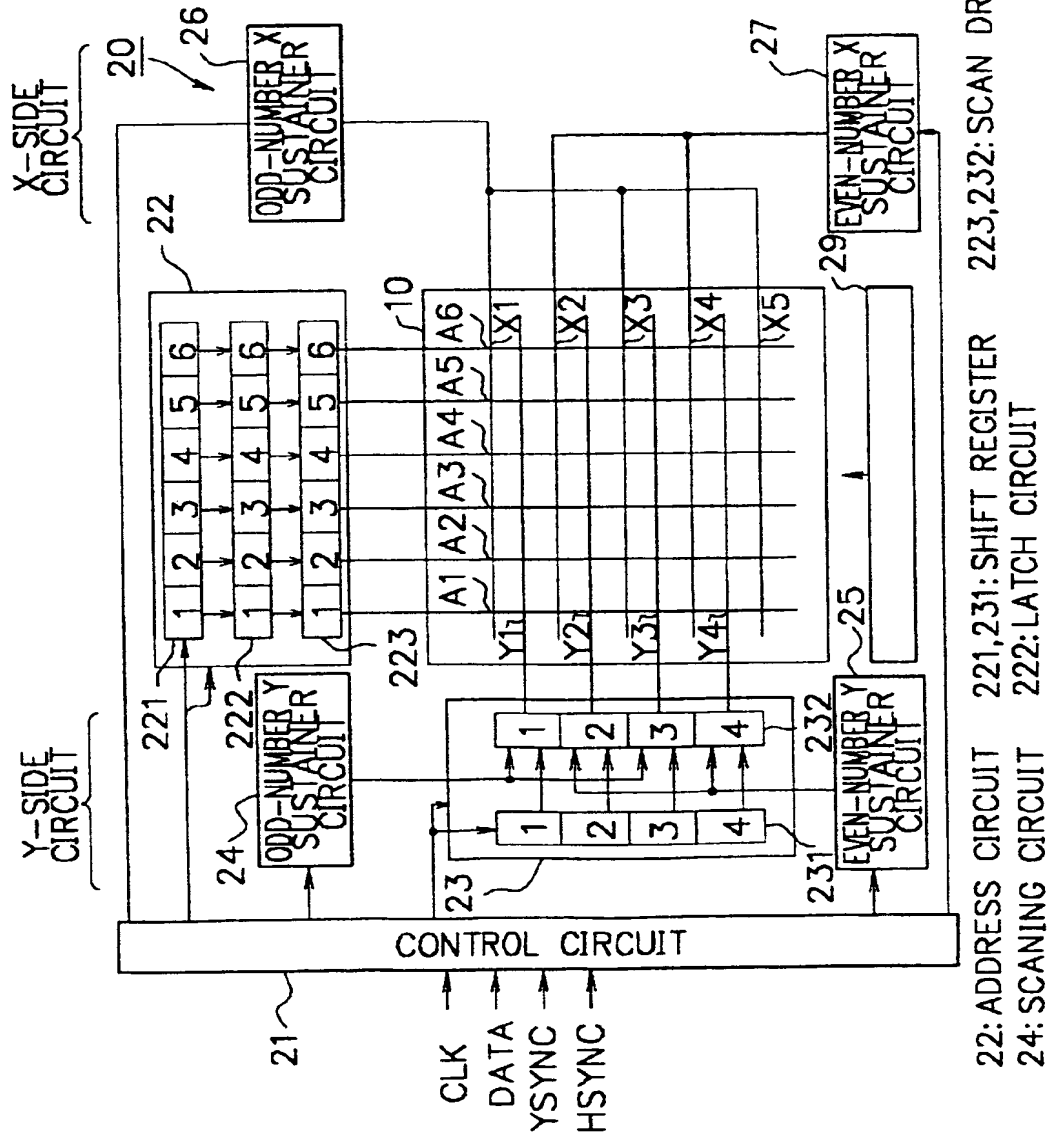 X-SIDE
CIRCUIT
20
Y-SIDE
CIRCUIT
22
26
ODD-NUMBER X
SUSTAINER
CIRCUIT
221
1 2 3 4 5 6
222
1 2 3 4 5 6
223
1 2 3 4 5 6
24
ODD-NUMBER Y
SUSTAINER
CIRCUIT
10
A1 A2 A3 A4 A5 A6
X1
Y1
X2
Y2
X3
Y3
X4
Y4
X5
23
1 1
2 2
3 3
4 4
231
232
25
EVEN-NUMBER Y
SUSTAINER
CIRCUIT
29
27
EVEN-NUMBER X
SUSTAINER
CIRCUIT
CONTROL CIRCUIT
21
CLK
DATA
YSYNC
HSYNC
22: ADDRESS CIRCUIT 221,231: SHIFT REGISTER 223,232: SCAN DR
24: SCANING CIRCUIT 222: LATCH CIRCUIT